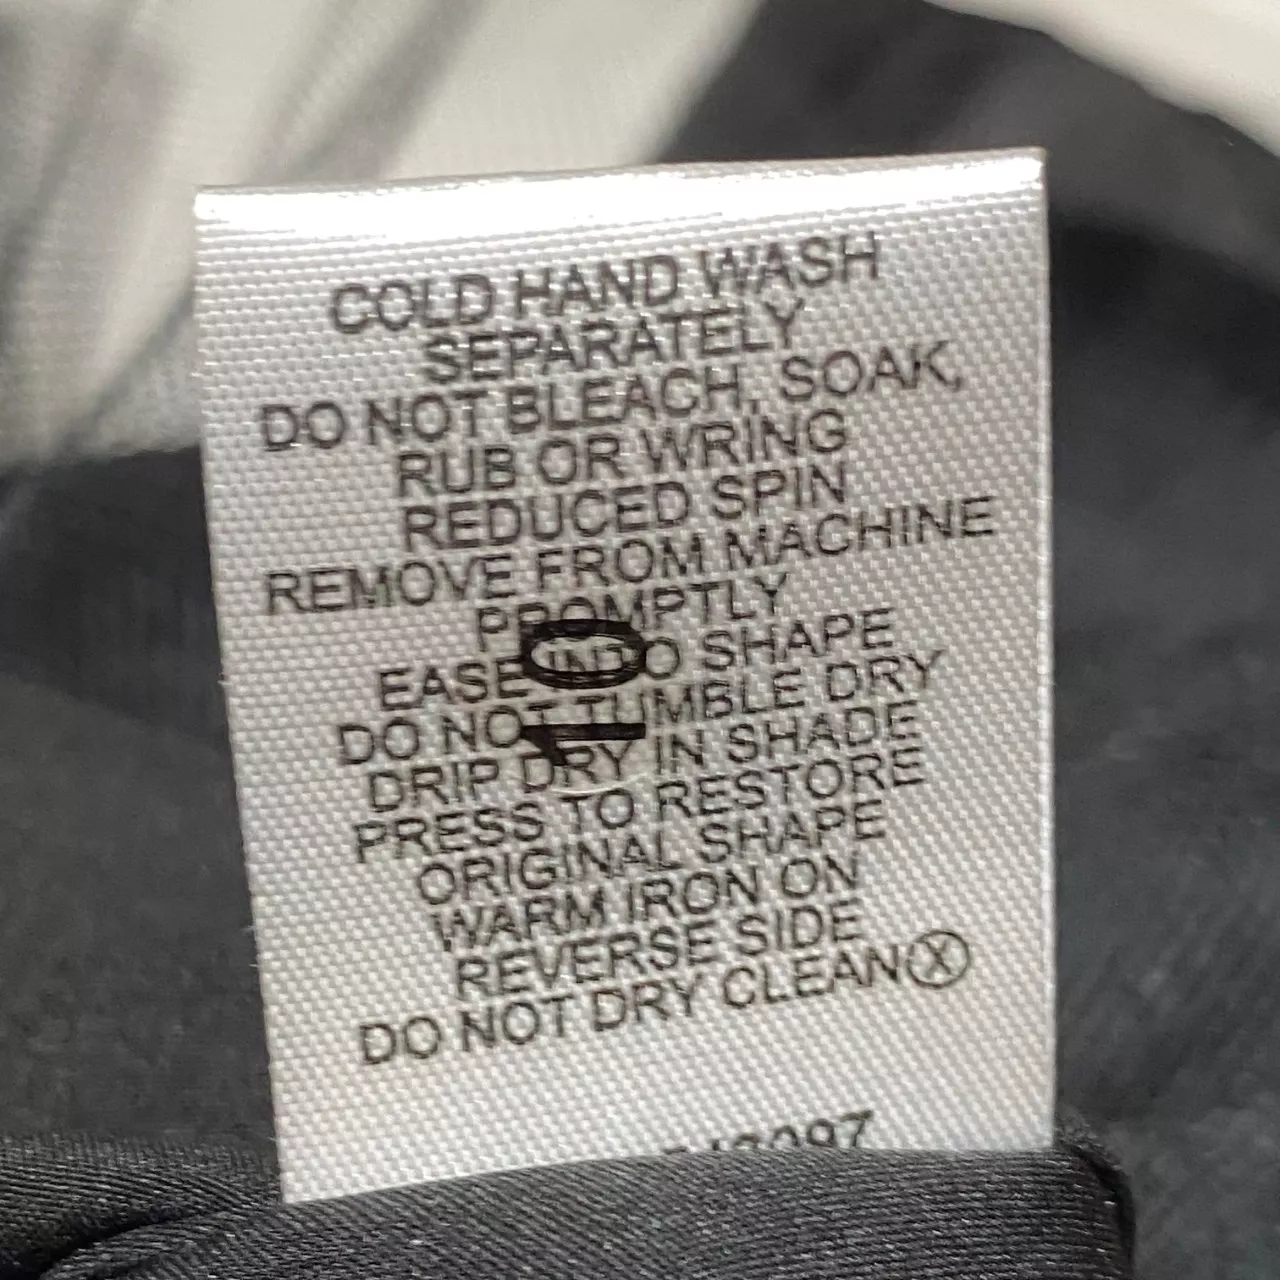 COLD HAND WASH
SEPARATELY
DO NOT BLEACH, SOAK,
RUB OR WRING
REDUCED SPIN
REMOVE FROM MACHINE
PROMPTLY
EASE INTO SHAPE
DO NOT TUMBLE DRY
DRIP DRY IN SHADE
PRESS TO RESTORE
ORIGINAL SHAPE
WARM IRON ON
REVERSE SIDE
DO NOT DRY CLEAN Ⓧ
10